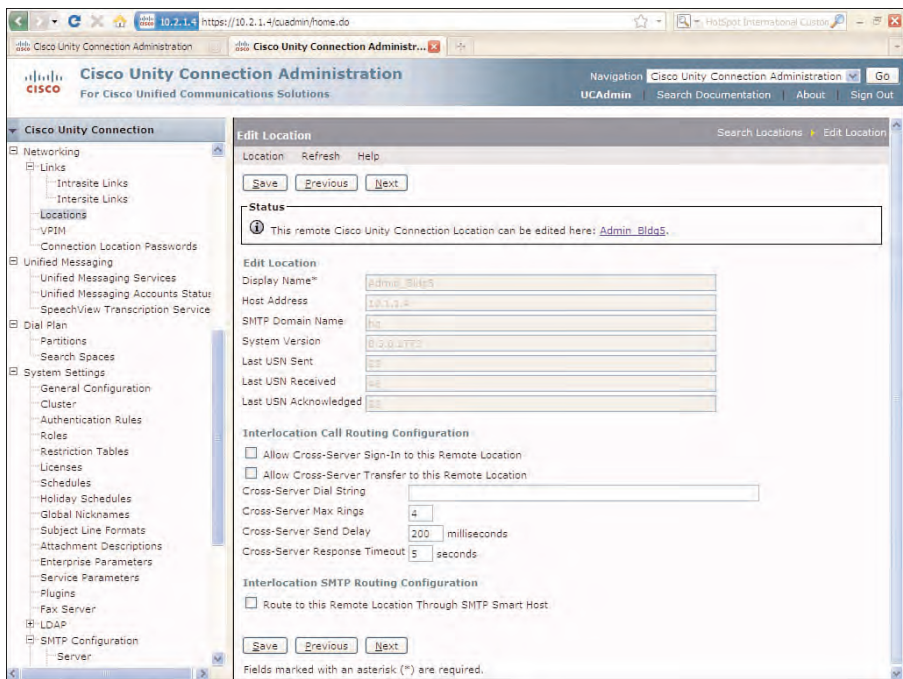 10.2.1.4 https://10.2.1.4/cuadmin/home.do
Cisco Unity Connection Administration
Cisco Unity Connection Administr...
CISCO
Cisco Unity Connection Administration
For Cisco Unified Communications Solutions
Navigation Cisco Unity Connection Administration Go
UCAdmin Search Documentation About Sign Out
Cisco Unity Connection
Networking
Links
Intrasite Links
Intersite Links
Locations
VPIM
Connection Location Passwords
Unified Messaging
Unified Messaging Services
Unified Messaging Accounts Status
SpeechView Transcription Service
Dial Plan
Partitions
Search Spaces
System Settings
General Configuration
Cluster
Authentication Rules
Roles
Restriction Tables
Licenses
Schedules
Holiday Schedules
Global Nicknames
Subject Line Formats
Attachment Descriptions
Enterprise Parameters
Service Parameters
Plugins
Fax Server
LDAP
SMTP Configuration
Server
Edit Location
Search Locations Edit Location
Location Refresh Help
Save Previous Next
Status
This remote Cisco Unity Connection Location can be edited here: Admin_Bldg5.
Edit Location
Display Name* Admin_Bldg5
Host Address 10.1.1.4
SMTP Domain Name hq
System Version
Last USN Sent
Last USN Received
Last USN Acknowledged
Interlocation Call Routing Configuration
Allow Cross-Server Sign-In to this Remote Location
Allow Cross-Server Transfer to this Remote Location
Cross-Server Dial String
Cross-Server Max Rings 4
Cross-Server Send Delay 200 milliseconds
Cross-Server Response Timeout 5 seconds
Interlocation SMTP Routing Configuration
Route to this Remote Location Through SMTP Smart Host
Save Previous Next
Fields marked with an asterisk (*) are required.